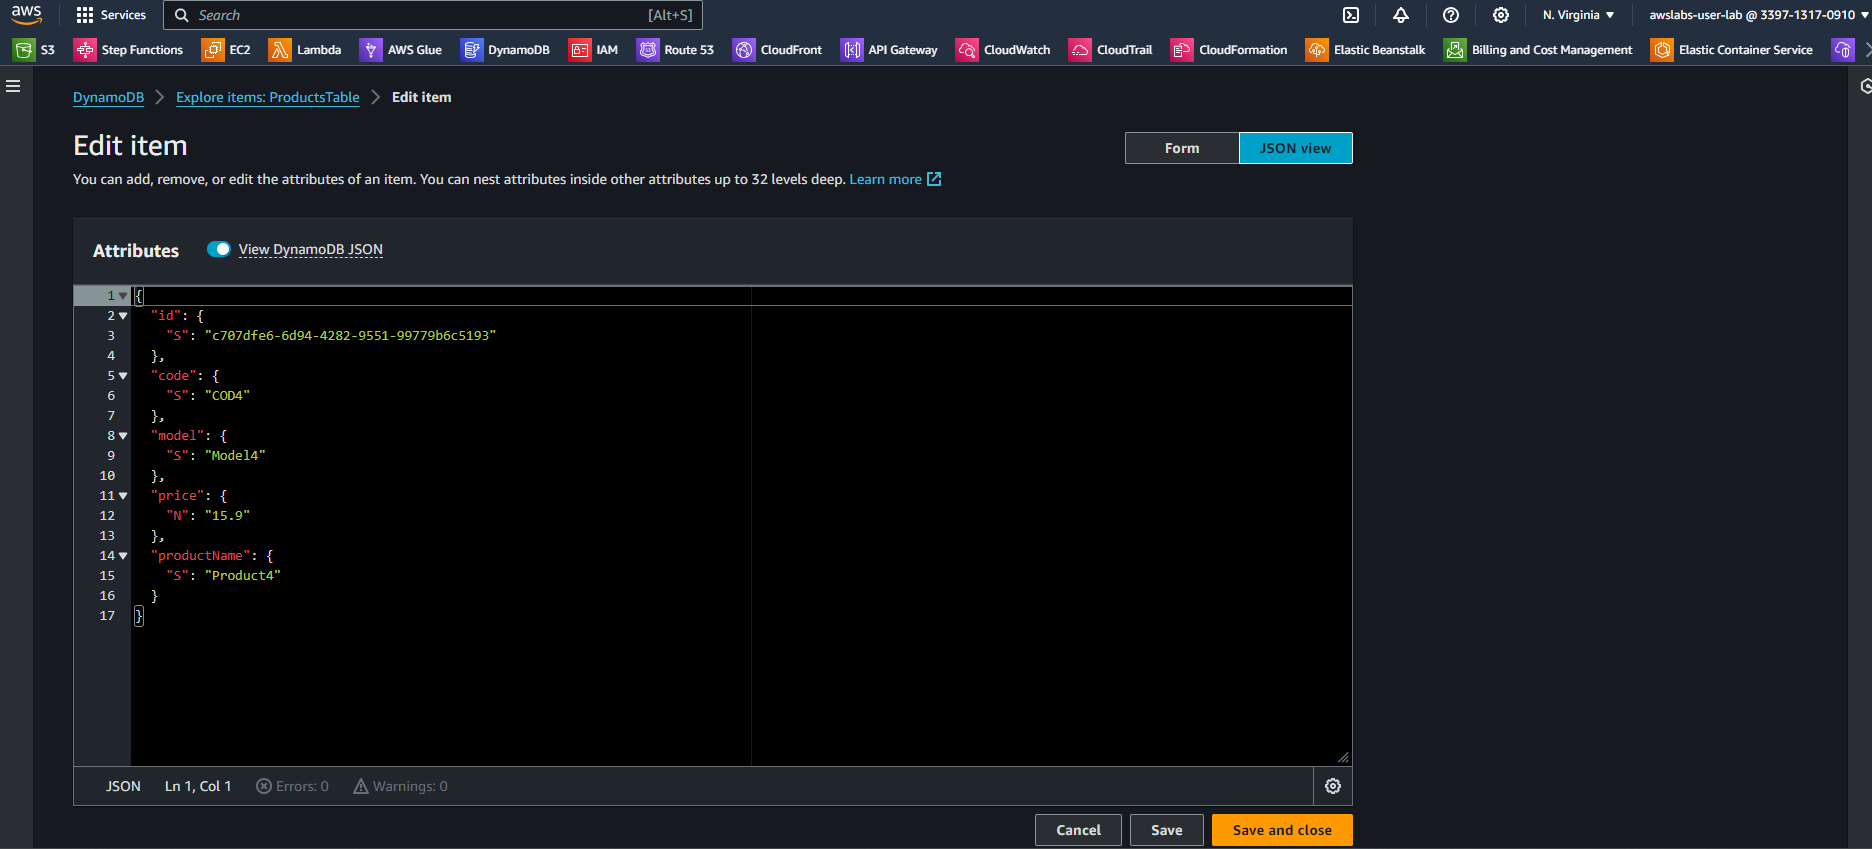 aws Services Search [Alt+S] N. Virginia awslabs-user-lab @ 3397-1317-0910
S3 Step Functions EC2 Lambda AWS Glue DynamoDB IAM Route 53 CloudFront API Gateway CloudWatch CloudTrail CloudFormation Elastic Beanstalk Billing and Cost Management Elastic Container Service
DynamoDB Explore items: ProductsTable Edit item
Edit item
Form JSON view
You can add, remove, or edit the attributes of an item. You can nest attributes inside other attributes up to 32 levels deep. Learn more
Attributes View DynamoDB JSON
1 {
2 "id": {
3 "S": "c707dfe6-6d94-4282-9551-99779b6c5193"
4 },
5 "code": {
6 "S": "COD4"
7 },
8 "model": {
9 "S": "Model4"
10 },
11 "price": {
12 "N": "15.9"
13 },
14 "productName": {
15 "S": "Product4"
16 }
17 }
JSON Ln 1, Col 1 Errors: 0 Warnings: 0
Cancel Save Save and close